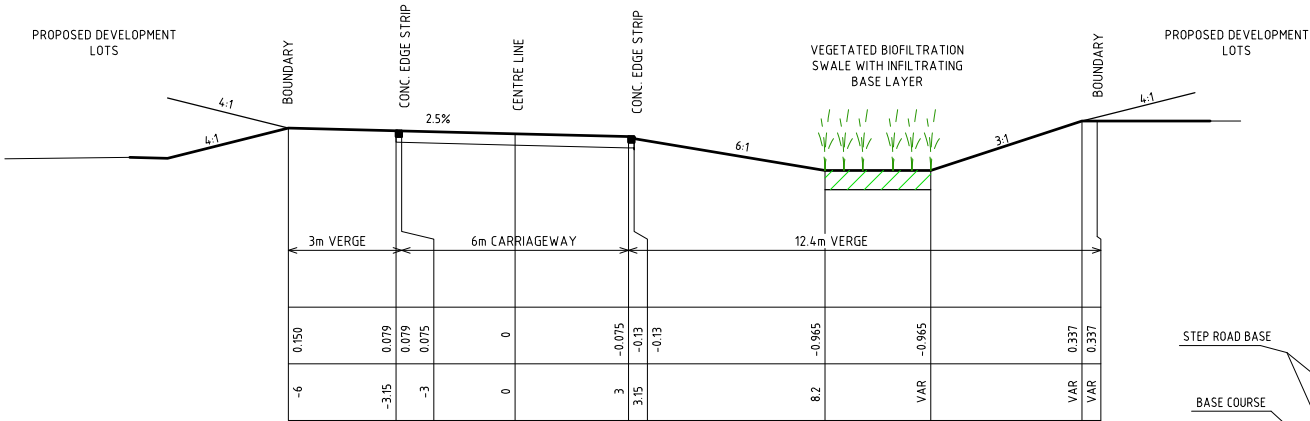 PROPOSED DEVELOPMENT
LOTS
BOUNDARY
CONC. EDGE STRIP
CENTRE LINE
CONC. EDGE STRIP
VEGETATED BIOFILTRATION
SWALE WITH INFILTRATING
BASE LAYER
BOUNDARY
PROPOSED DEVELOPMENT
LOTS
4:1
4:1
2.5%
6:1
3:1
4:1
3m VERGE
6m CARRIAGEWAY
12.4m VERGE
0.150
0.079
0.079
0.075
0
-0.075
-0.13
-0.13
-0.965
-0.965
0.337
0.337
-6
-3.15
-3
0
3
3.15
8.2
VAR
VAR
VAR
STEP ROAD BASE
BASE COURSE